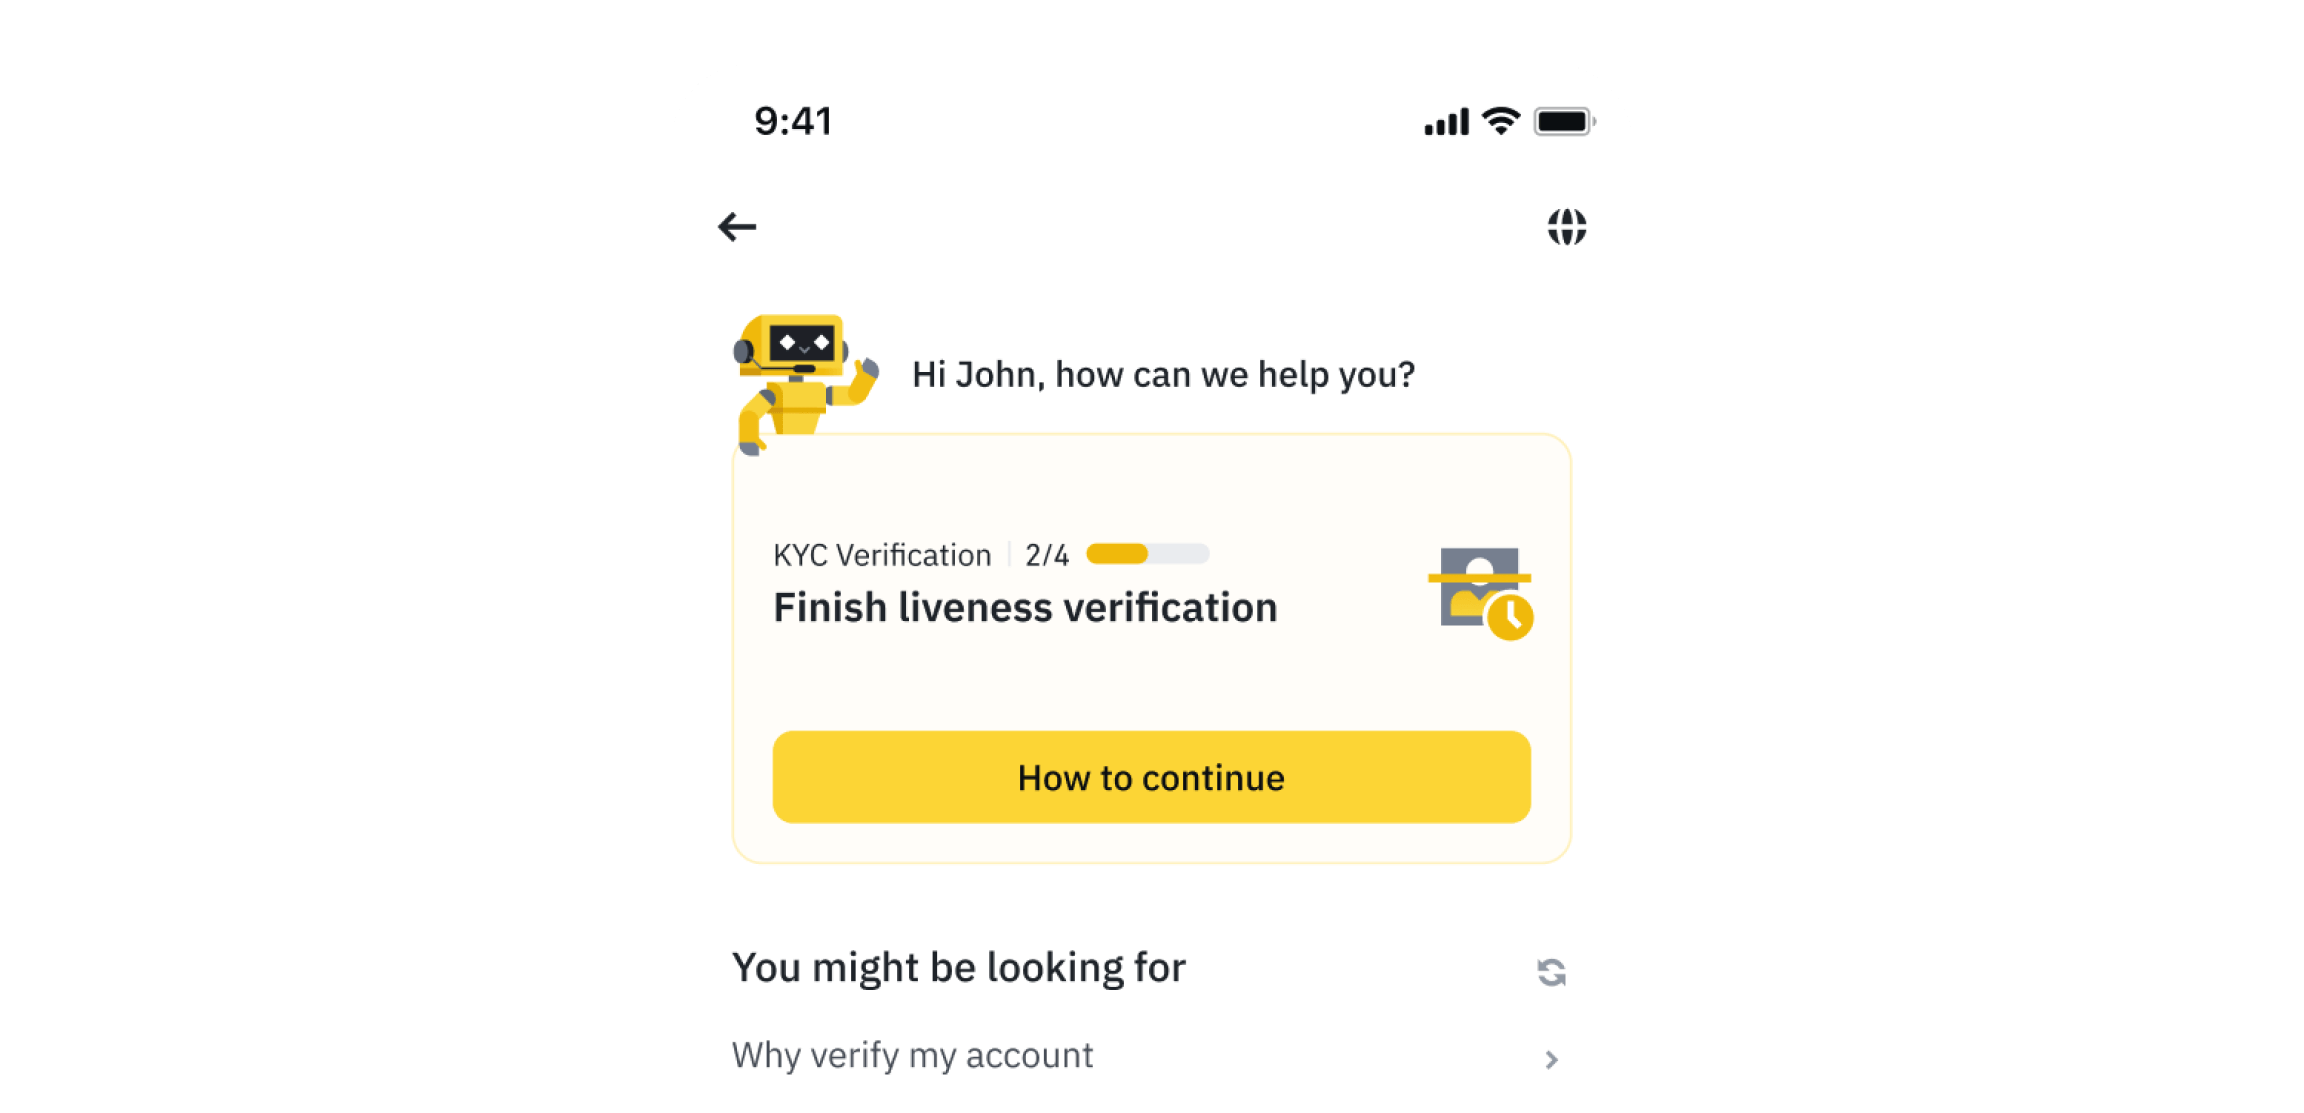 9:41
Hi John, how can we help you?
KYC Verification | 2/4
Finish liveness verification
How to continue
You might be looking for
Why verify my account